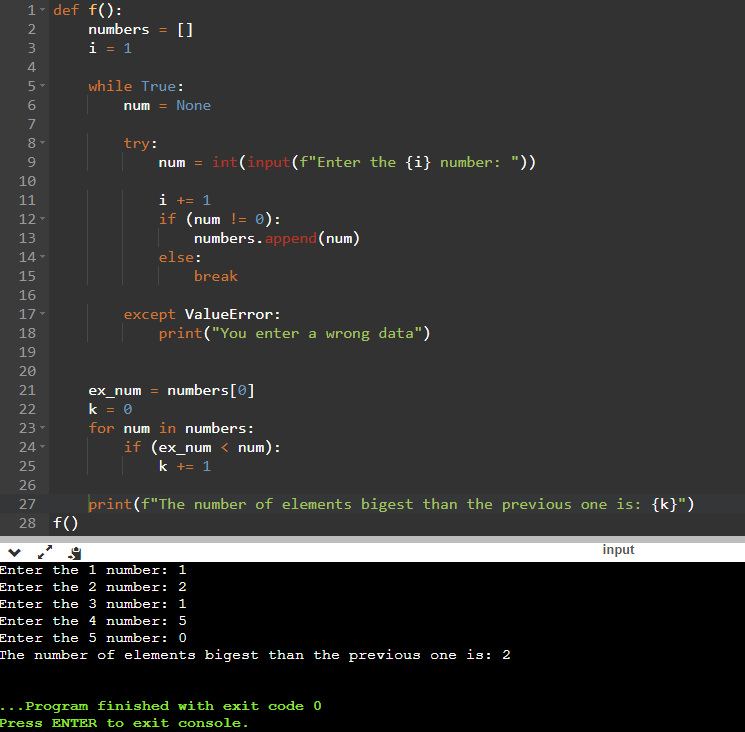 1 def f():
2     numbers = []
3     i = 1
4
5     while True:
6         num = None
7
8         try:
9             num = int(input(f"Enter the {i} number: "))
10
11             i += 1
12             if (num != 0):
13                 numbers.append(num)
14             else:
15                 break
16
17         except ValueError:
18             print("You enter a wrong data")
19
20
21     ex_num = numbers[0]
22     k = 0
23     for num in numbers:
24         if (ex_num < num):
25             k += 1
26
27     print(f"The number of elements bigest than the previous one is: {k}")
28 f()
input
Enter the 1 number: 1
Enter the 2 number: 2
Enter the 3 number: 1
Enter the 4 number: 5
Enter the 5 number: 0
The number of elements bigest than the previous one is: 2
...Program finished with exit code 0
Press ENTER to exit console.